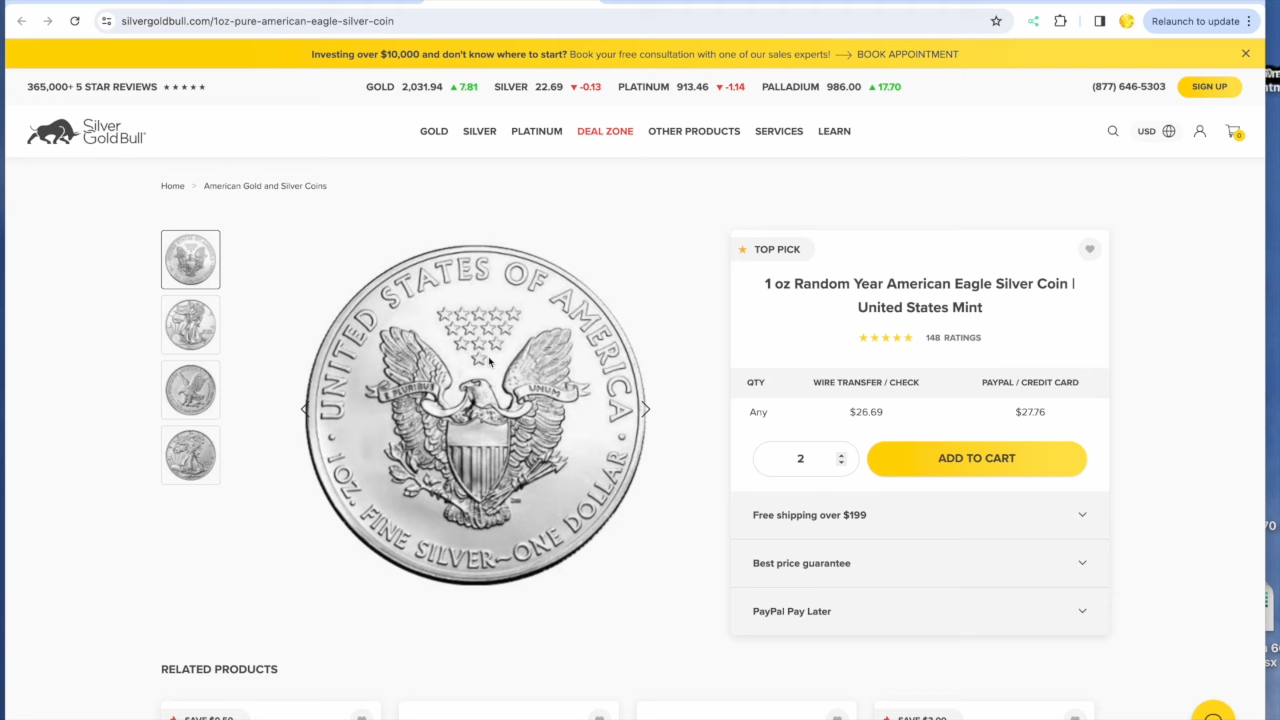 silvergoldbull.com/1oz-pure-american-eagle-silver-coin
Relaunch to update
Investing over $10,000 and don't know where to start? Book your free consultation with one of our sales experts! BOOK APPOINTMENT
365,000+ 5 STAR REVIEWS ★★★★★ GOLD 2,031.94 ▲7.81 SILVER 22.69 ▼-0.13 PLATINUM 913.46 ▼-1.14 PALLADIUM 986.00 ▲17.70 (877) 646-5303 SIGN UP
Silver
Gold Bull
GOLD SILVER PLATINUM DEAL ZONE OTHER PRODUCTS SERVICES LEARN USD 0
Home > American Gold and Silver Coins
UNITED STATES OF AMERICA
PLURIBUS UNUM
1 OZ. FINE SILVER~ONE DOLLAR
TOP PICK
1 oz Random Year American Eagle Silver Coin |
United States Mint
148 RATINGS
QTY WIRE TRANSFER / CHECK PAYPAL / CREDIT CARD
Any $26.69 $27.76
2 ADD TO CART
Free shipping over $199
Best price guarantee
PayPal Pay Later
RELATED PRODUCTS